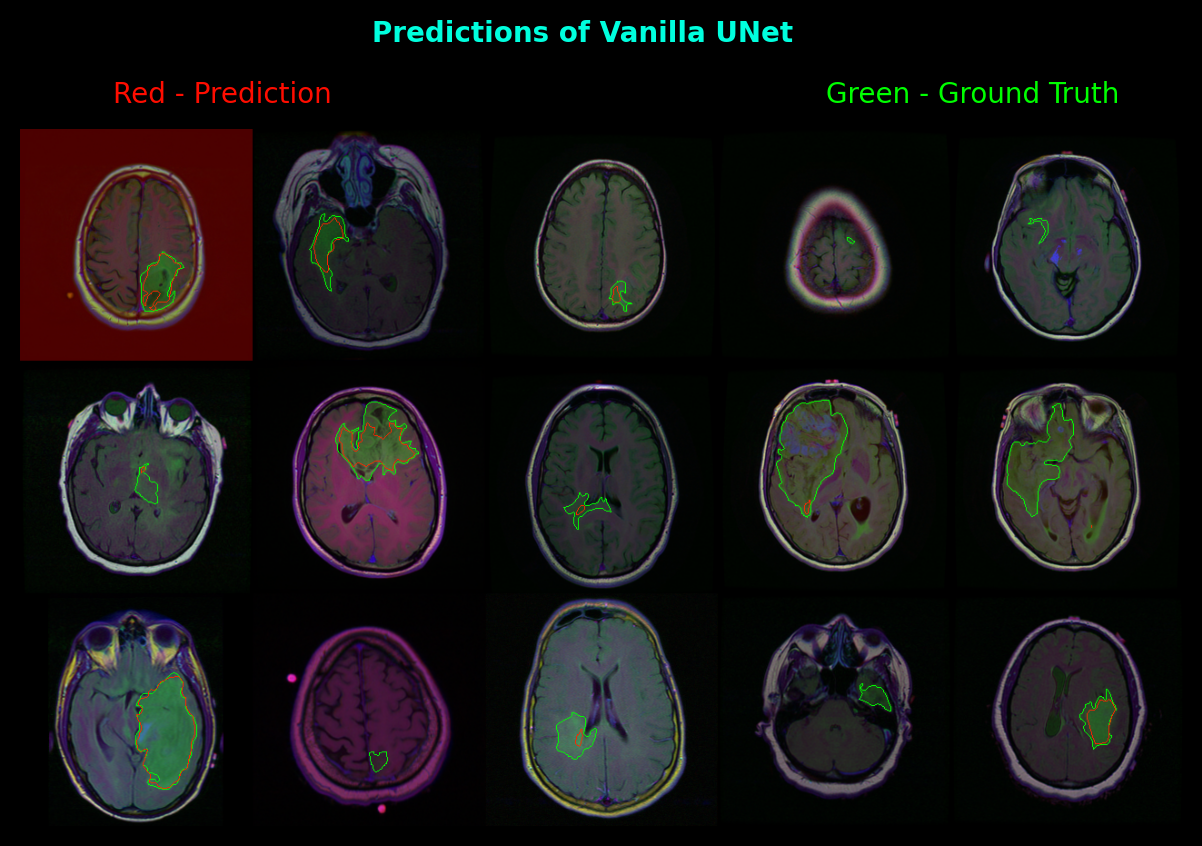 Predictions of Vanilla UNet
Red - Prediction
Green - Ground Truth